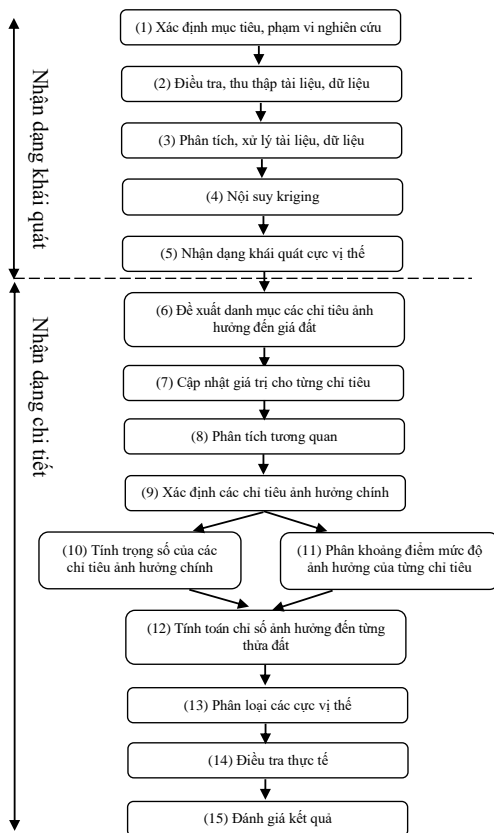 Nhận dạng khái quát
(1) Xác định mục tiêu, phạm vi nghiên cứu
(2) Điều tra, thu thập tài liệu, dữ liệu
(3) Phân tích, xử lý tài liệu, dữ liệu
(4) Nội suy kriging
(5) Nhận dạng khái quát cực vị thế
Nhận dạng chi tiết
(6) Đề xuất danh mục các chỉ tiêu ảnh
hưởng đến giá đất
(7) Cập nhật giá trị cho từng chỉ tiêu
(8) Phân tích tương quan
(9) Xác định các chỉ tiêu ảnh hưởng chính
(10) Tính trọng số của các
chỉ tiêu ảnh hưởng chính
(11) Phân khoảng điểm mức độ
ảnh hưởng của từng chỉ tiêu
(12) Tính toán chỉ số ảnh hưởng đến từng
thửa đất
(13) Phân loại các cực vị thế
(14) Điều tra thực tế
(15) Đánh giá kết quả